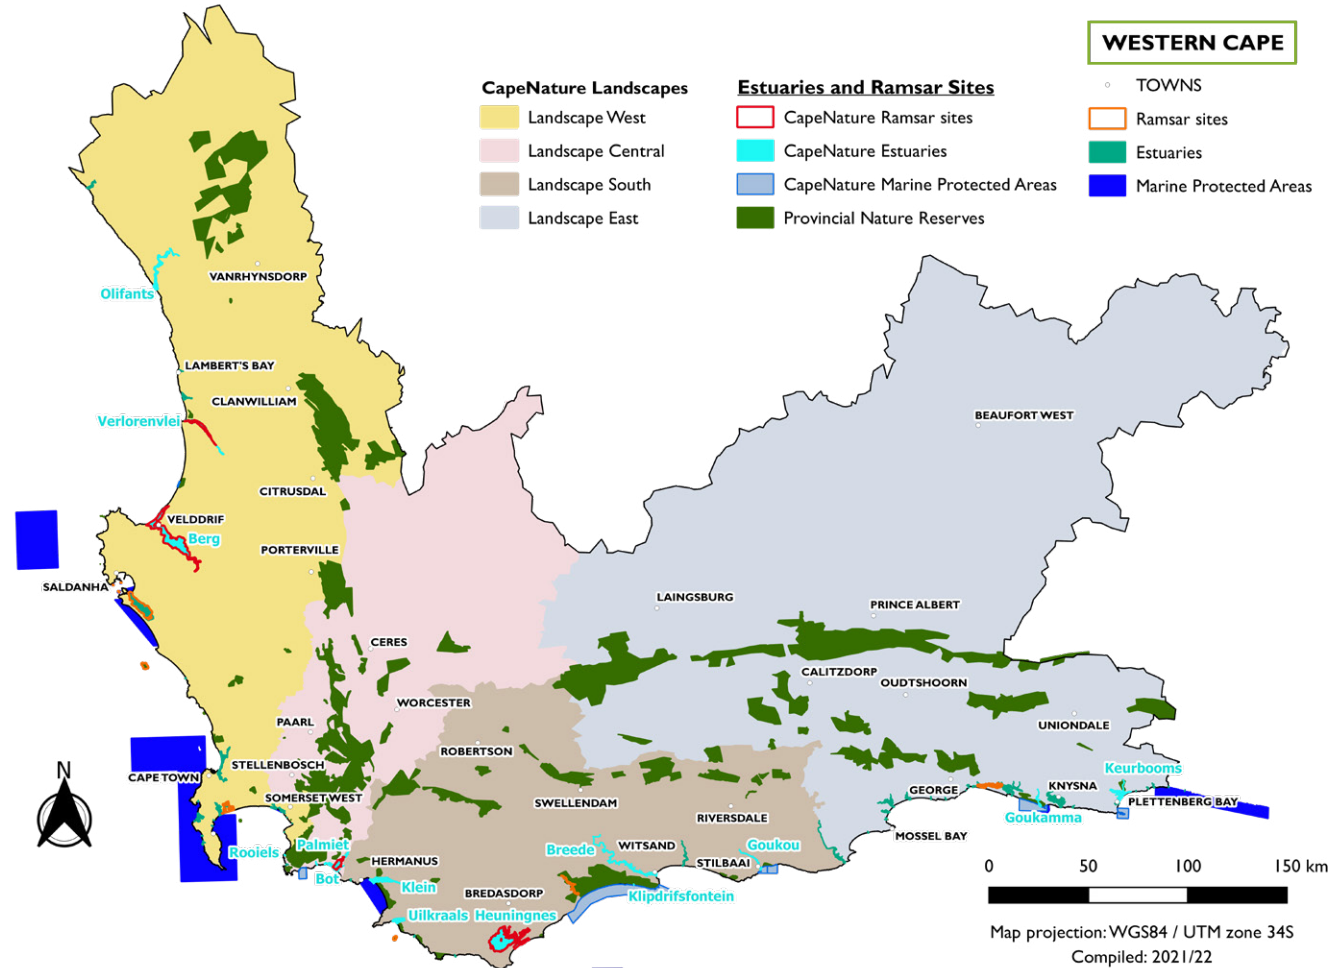 WESTERN CAPE
CapeNature Landscapes
Landscape West
Landscape Central
Landscape South
Landscape East
Estuaries and Ramsar Sites
CapeNature Ramsar sites
CapeNature Estuaries
CapeNature Marine Protected Areas
Provincial Nature Reserves
TOWNS
Ramsar sites
Estuaries
Marine Protected Areas
VANRHYNSDORP
Olifants
LAMBERT'S BAY
CLANWILLIAM
Verlorenvlei
BEAUFORT WEST
CITRUSDAL
VELDDRIF
Berg
PORTERVILLE
SALDANHA
LAINGSBURG
PRINCE ALBERT
CERES
CALITZDORP
OUDTSHOORN
WORCESTER
PAARL
UNIONDALE
ROBERTSON
STELLENBOSCH
CAPE TOWN
Keurbooms
SOMERSET WEST
SWELLENDAM
GEORGE
KNYSNA
PLETTENBERG BAY
RIVERSDALE
Goukamma
MOSSEL BAY
Palmiet
Rooiels
Breede
WITSAND
Goukou
HERMANUS
STILBAAI
Bot
Klein
BREDASDORP
Klipdrifsfontein
Uilkraals
Heuningnes
N
0 50 100 150 km
Map projection: WGS84 / UTM zone 34S
Compiled: 2021/22